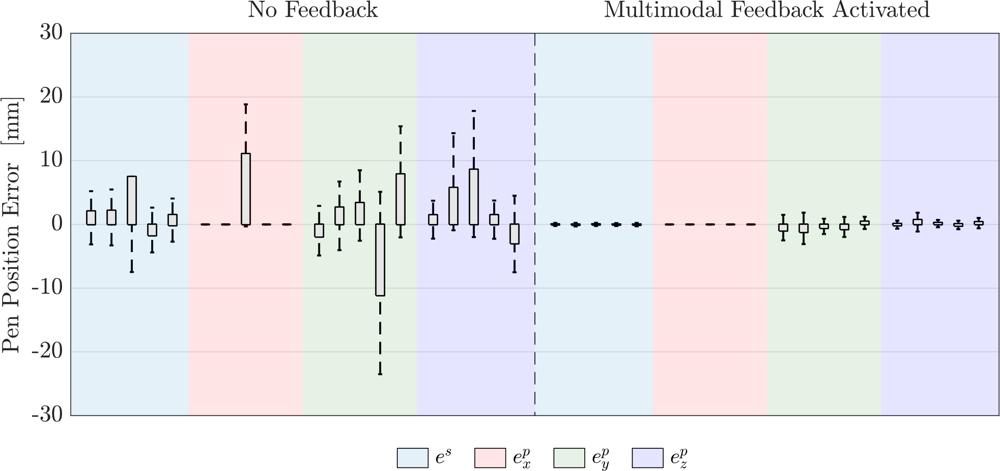 No Feedback Multimodal Feedback Activated
30
20
10
0
-10
-20
-30
Pen Position Error [mm]
e^s e_x^p e_y^p e_z^p